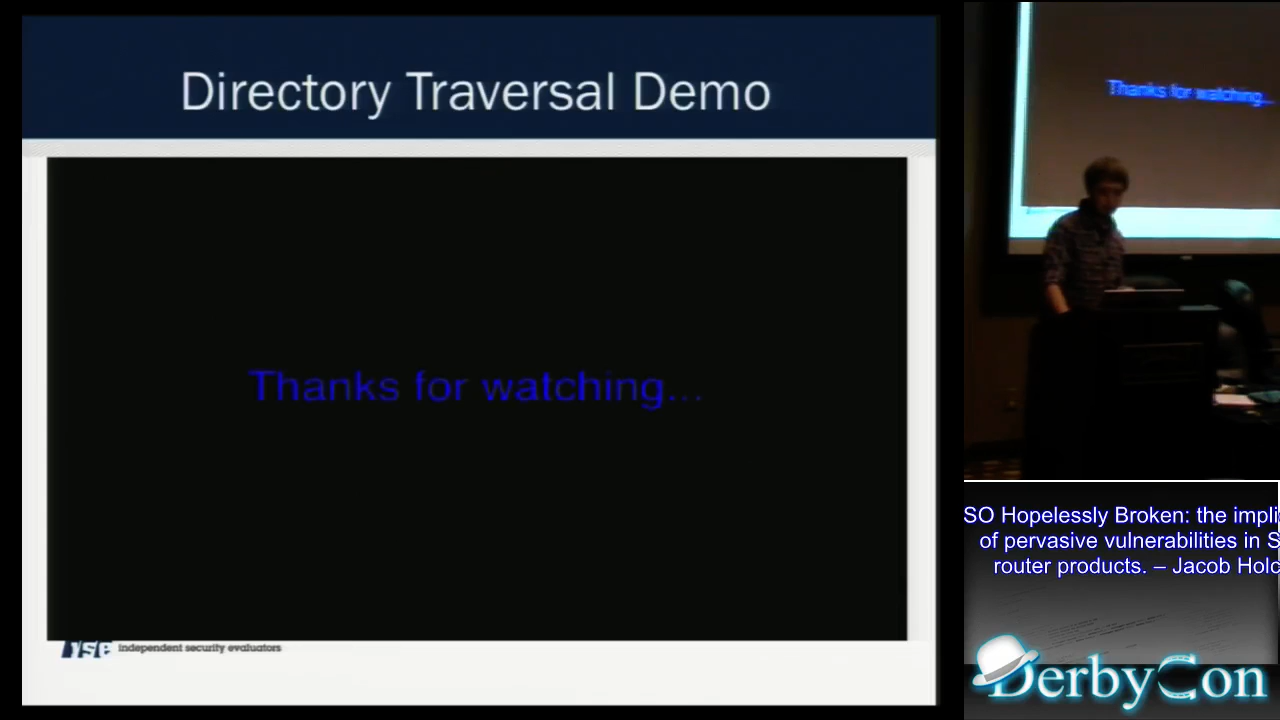 Directory Traversal Demo
Thanks for watching...
ise independent security evaluators
Thanks for watching...
SO Hopelessly Broken: the impli
of pervasive vulnerabilities in S
router products. – Jacob Holc
DerbyCon